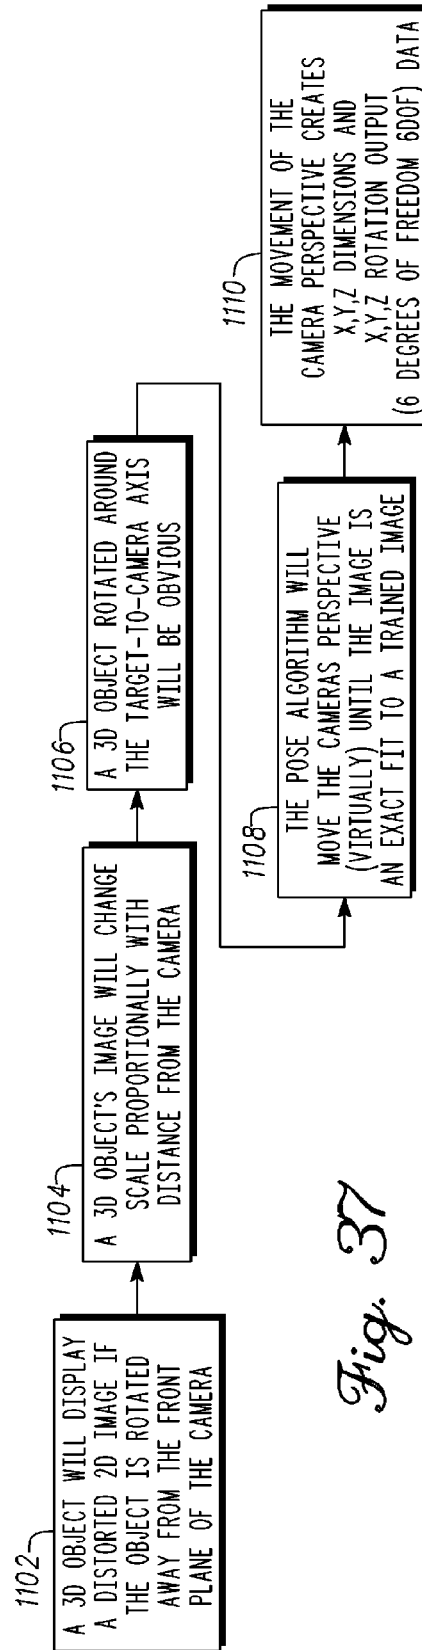 1102
A 3D OBJECT WILL DISPLAY
A DISTORTED 2D IMAGE IF
THE OBJECT IS ROTATED
AWAY FROM THE FRONT
PLANE OF THE CAMERA
1104
A 3D OBJECT'S IMAGE WILL CHANGE
SCALE PROPORTIONALLY WITH
DISTANCE FROM THE CAMERA
1106
A 3D OBJECT ROTATED AROUND
THE TARGET-TO-CAMERA AXIS
WILL BE OBVIOUS
1108
THE POSE ALGORITHM WILL
MOVE THE CAMERAS PERSPECTIVE
(VIRTUALLY) UNTIL THE IMAGE IS
AN EXACT FIT TO A TRAINED IMAGE
1110
THE MOVEMENT OF THE
CAMERA PERSPECTIVE CREATES
X,Y,Z DIMENSIONS AND
X,Y,Z ROTATION OUTPUT
(6 DEGREES OF FREEDOM 6DOF) DATA
Fig. 37